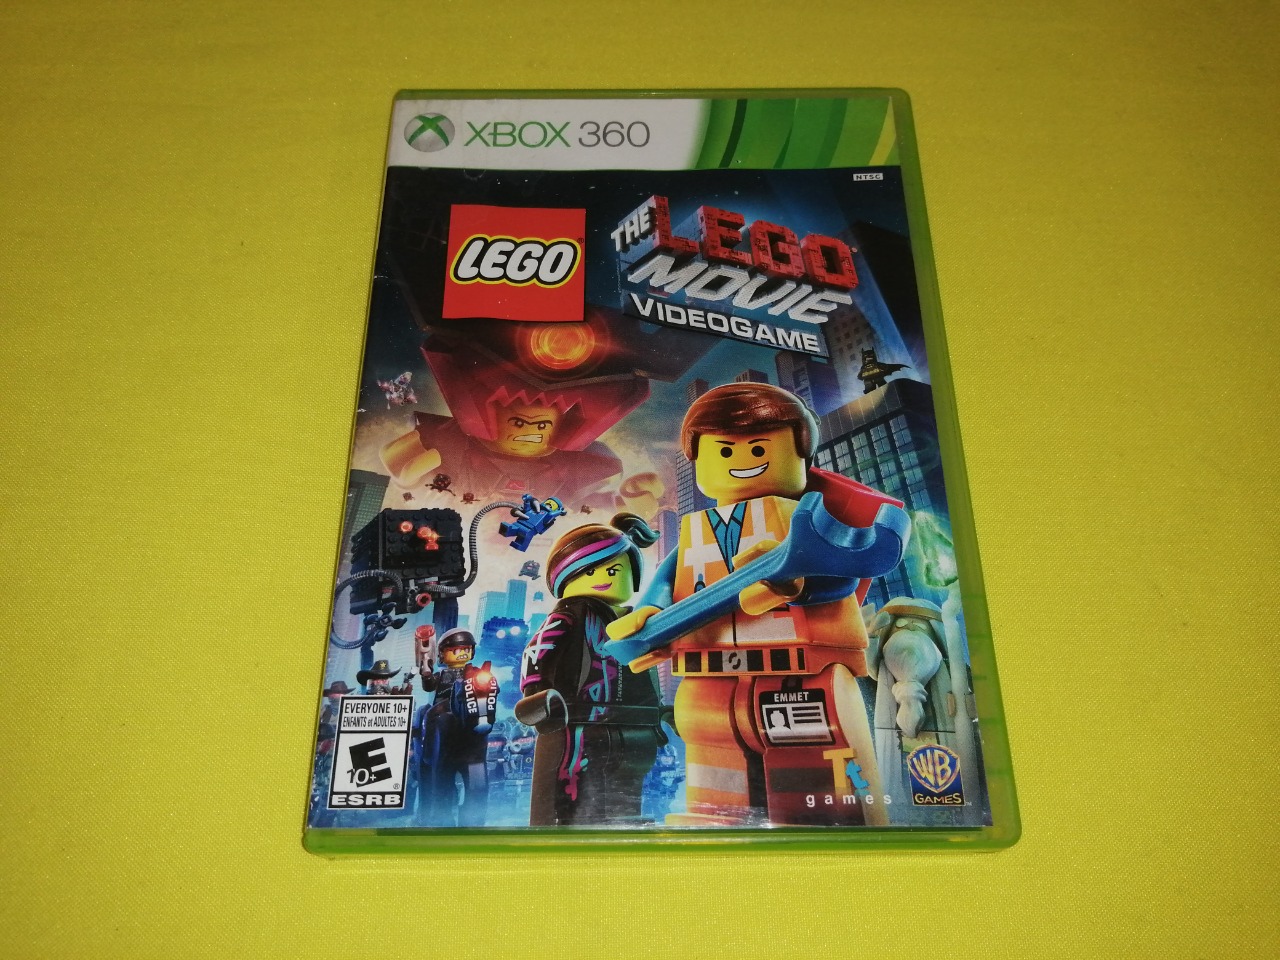 XBOX 360
NTSC
LEGO
THE LEGO
MOVIE
VIDEOGAME
POLICE
EMMET
EVERYONE 10+
ENFANTS et ADULTES 10+
E
10+
ESRB
Tt
games
WB
GAMES